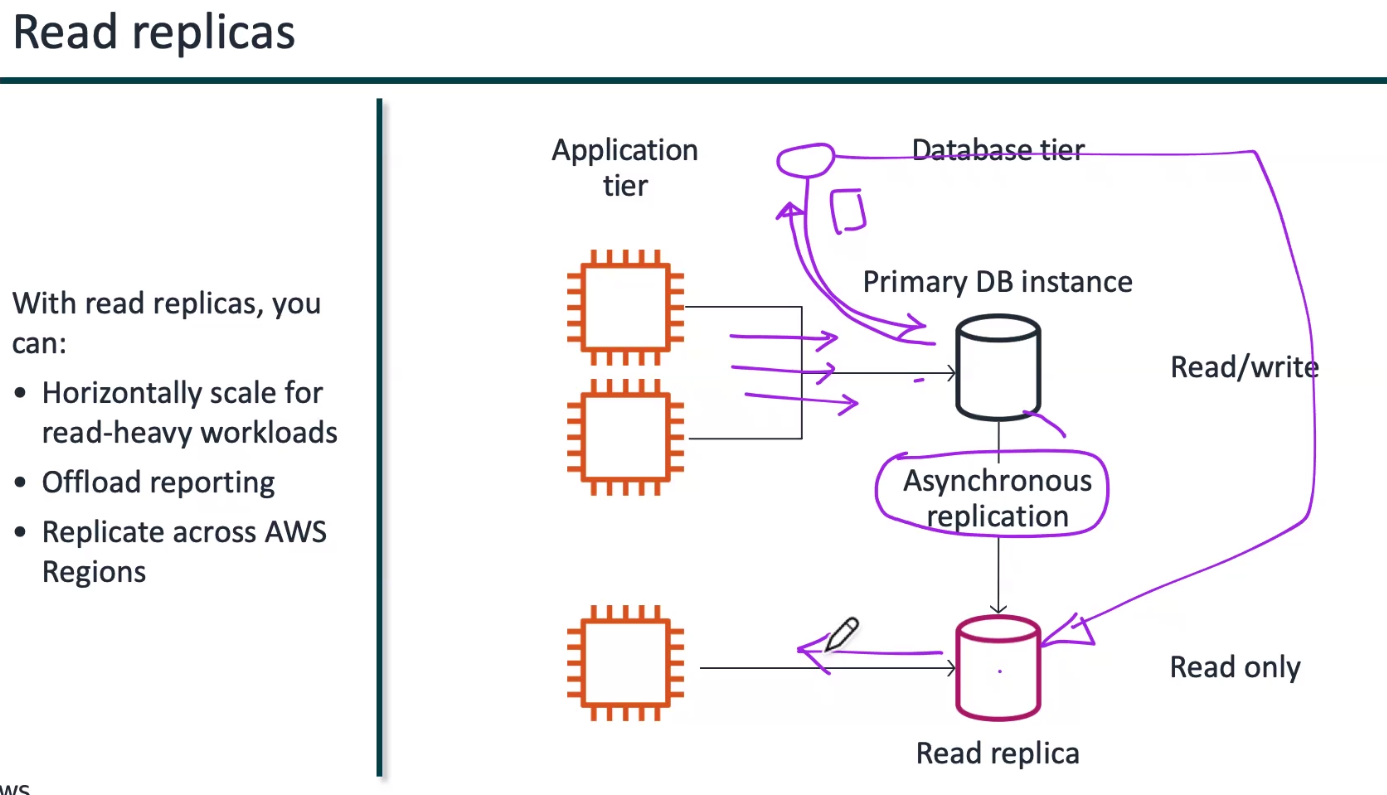 Read replicas
With read replicas, you
can:
• Horizontally scale for
read-heavy workloads
• Offload reporting
• Replicate across AWS
Regions
Application
tier
Database tier
Primary DB instance
Read/write
Asynchronous
replication
Read only
Read replica
ws